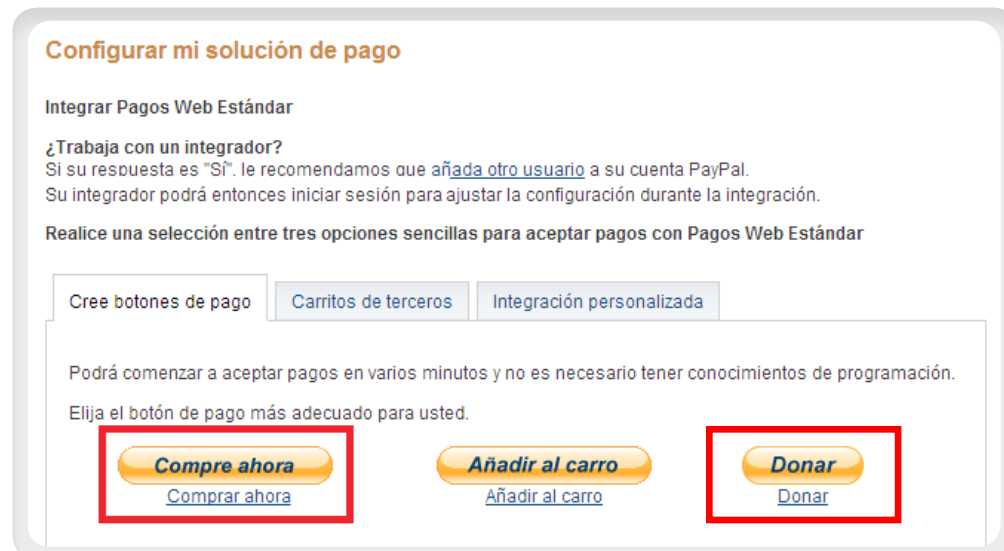 Configurar mi solución de pago
Integrar Pagos Web Estándar
¿Trabaja con un integrador?
Si su respuesta es "Sí", le recomendamos que añada otro usuario a su cuenta PayPal.
Su integrador podrá entonces iniciar sesión para ajustar la configuración durante la integración.
Realice una selección entre tres opciones sencillas para aceptar pagos con Pagos Web Estándar
Cree botones de pago Carritos de terceros Integración personalizada
Podrá comenzar a aceptar pagos en varios minutos y no es necesario tener conocimientos de programación.
Elija el botón de pago más adecuado para usted.
Compre ahora Añadir al carro Donar
Comprar ahora Añadir al carro Donar